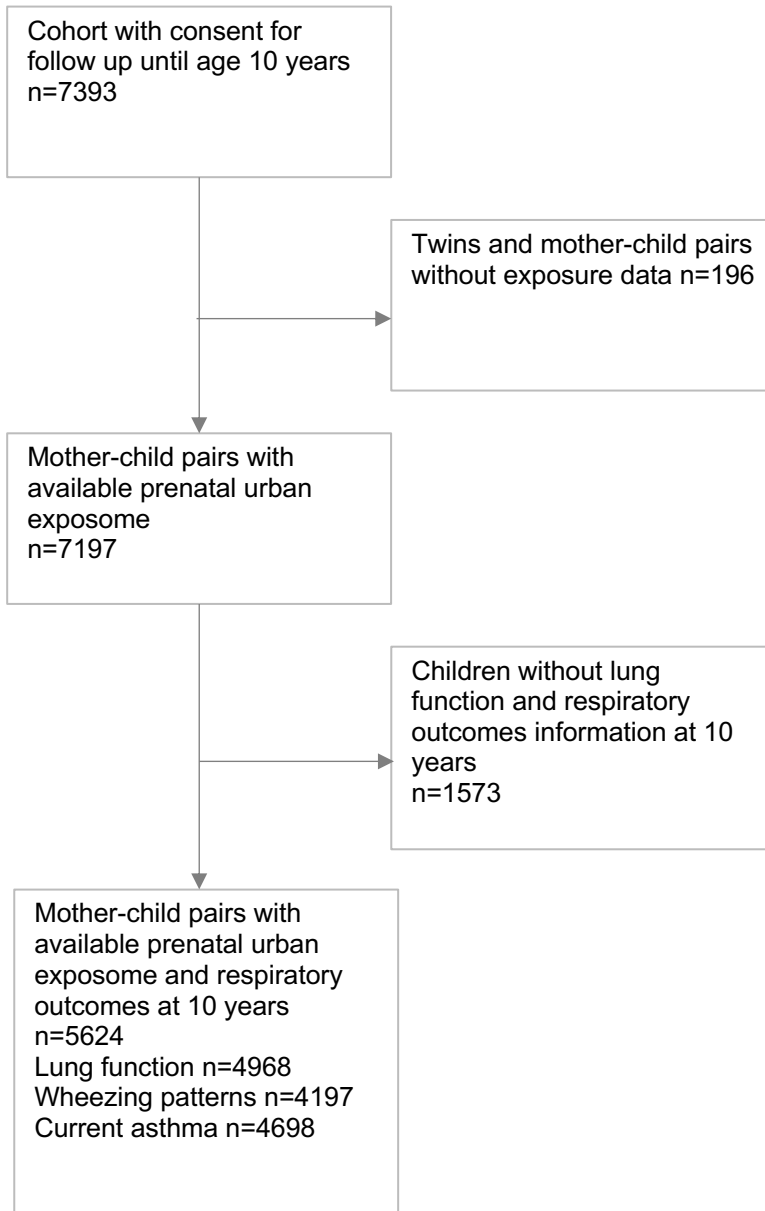 Cohort with consent for
follow up until age 10 years
n=7393
Twins and mother-child pairs
without exposure data n=196
Mother-child pairs with
available prenatal urban
exposome
n=7197
Children without lung
function and respiratory
outcomes information at 10
years
n=1573
Mother-child pairs with
available prenatal urban
exposome and respiratory
outcomes at 10 years
n=5624
Lung function n=4968
Wheezing patterns n=4197
Current asthma n=4698